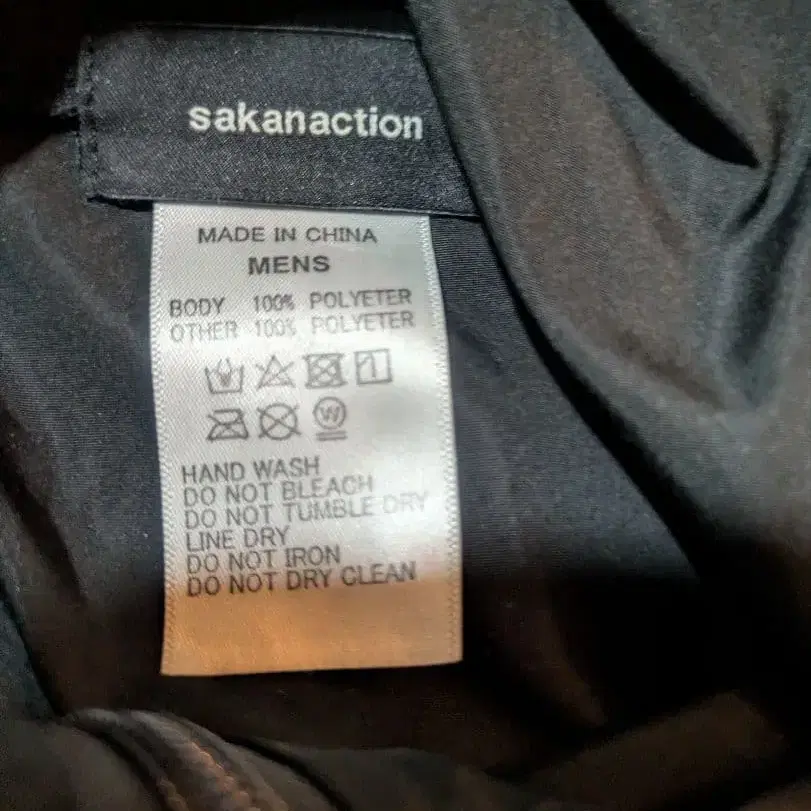 sakanaction
MADE IN CHINA
MENS
BODY 100% POLYETER
OTHER 100% POLYETER
W
HAND WASH
DO NOT BLEACH
DO NOT TUMBLE DRY
LINE DRY
DO NOT IRON
DO NOT DRY CLEAN